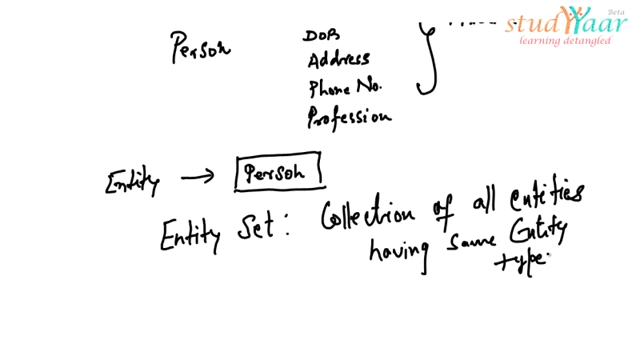 Beta
studYaar
learning detangled
Person
DOB
Address
Phone No.
Profession
Entity → Person
Entity Set: Collection of all entities
having same Entity
type